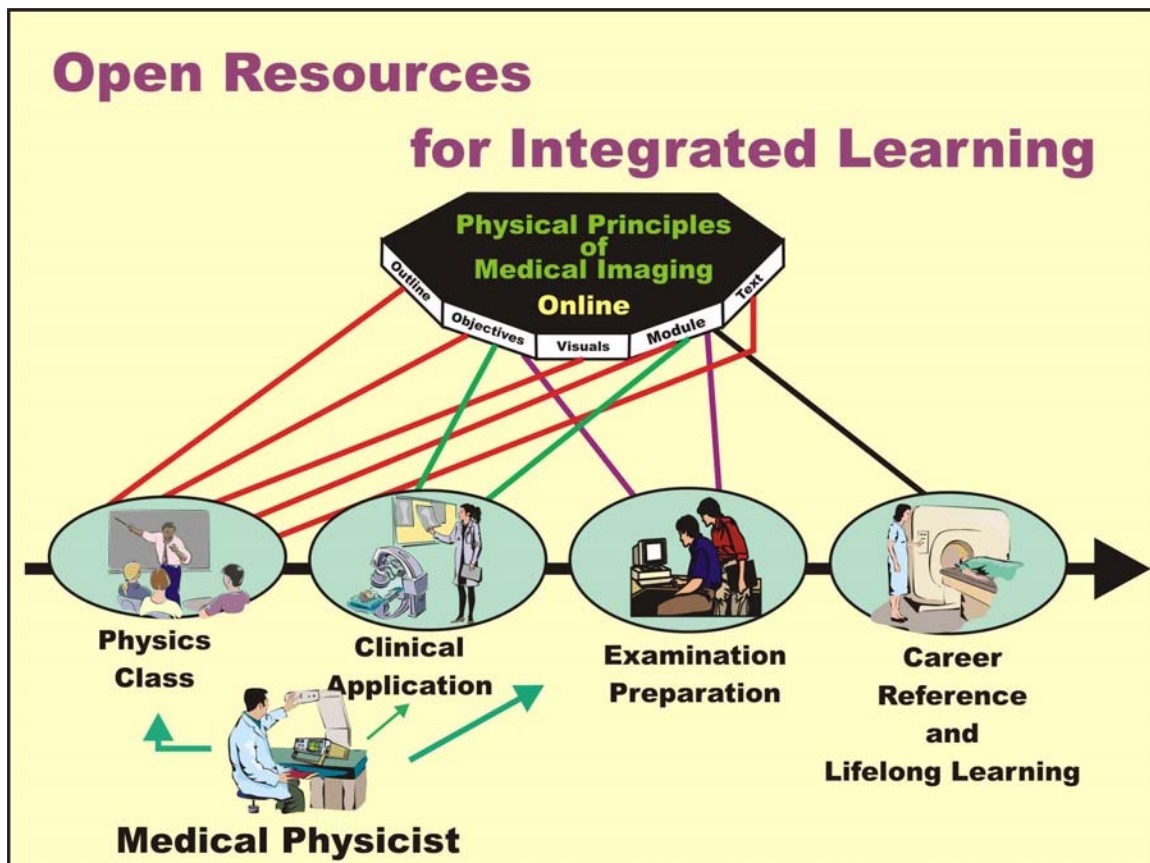 Open Resources
for Integrated Learning
Physical Principles
of
Medical Imaging
Online
Outline
Objectives
Visuals
Module
Text
Physics
Class
Clinical
Application
Examination
Preparation
Career
Reference
and
Lifelong Learning
Medical Physicist